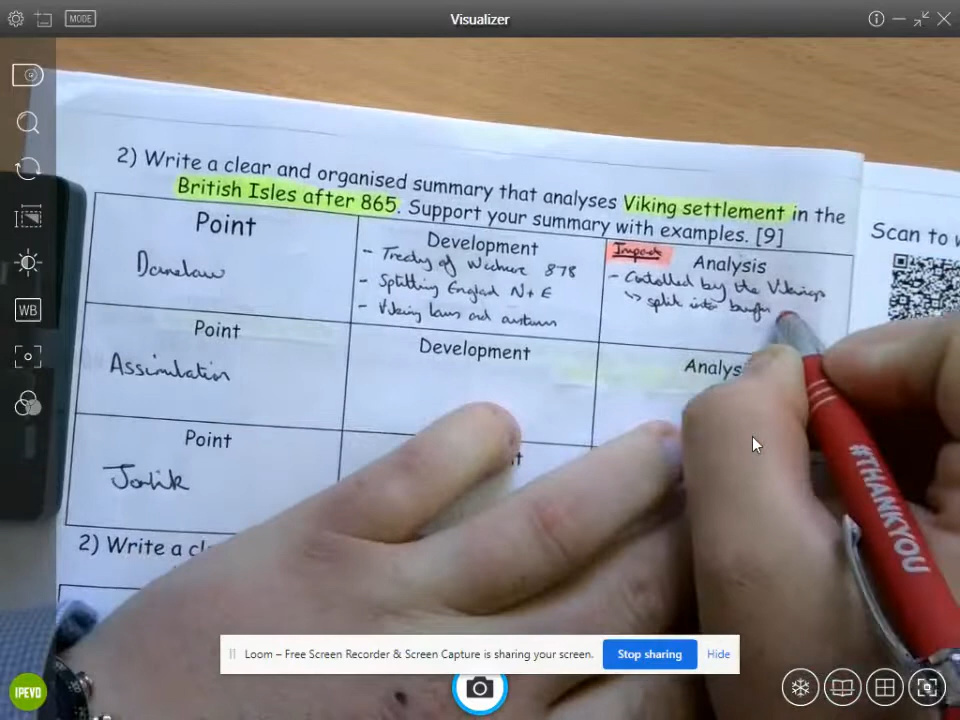 Visualizer
MODE
WB
2) Write a clear and organised summary that analyses Viking settlement in the
British Isles after 865. Support your summary with examples. [9]
Scan to
Point
Danelaw
Development
- Treaty of Wedmore 878
- Splitting England N + E
- Viking laws and customs
Impact
Analysis
- Controlled by the Vikings
↳ split into
Point
Assimilation
Development
Analys
Point
Jorvik
2) Write a
#THANKYOU
Loom – Free Screen Recorder & Screen Capture is sharing your screen.
Stop sharing
Hide
IPEVO